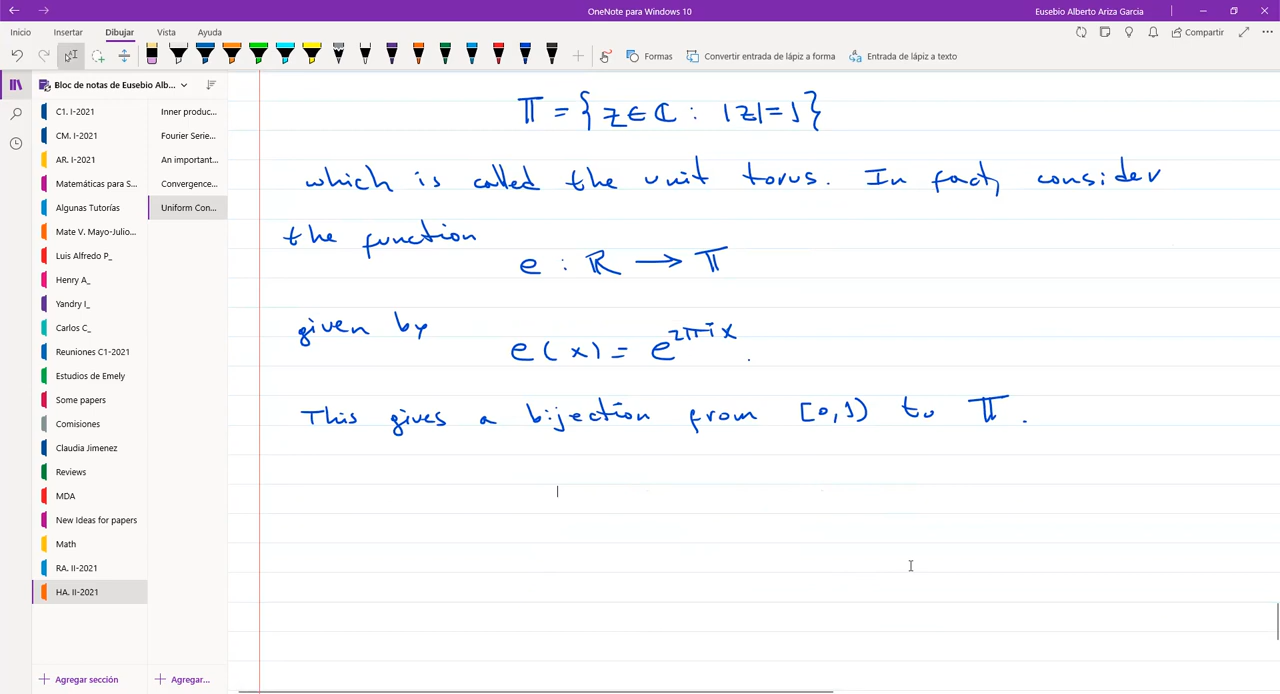 OneNote para Windows 10
Eusebio Alberto Ariza Garcia
Inicio Insertar Dibujar Vista Ayuda
Compartir
Formas Convertir entrada de lápiz a forma Entrada de lápiz a texto
Bloc de notas de Eusebio Alb...
C1. I-2021
CM. I-2021
AR. I-2021
Matemáticas para S...
Algunas Tutorías
Mate V. Mayo-Julio...
Luis Alfredo P_
Henry A_
Yandry I_
Carlos C_
Reuniones C1-2021
Estudios de Emely
Some papers
Comisiones
Claudia Jimenez
Reviews
MDA
New Ideas for papers
Math
RA. II-2021
HA. II-2021
Agregar sección
Inner produc...
Fourier Serie...
An important...
Convergence...
Uniform Con...
Agregar...
𝕋 = { z ∈ ℂ : |z| = 1 }
which is called the unit torus. In fact, consider
the function
e : ℝ → 𝕋
given by
e(x) = e^{2πix}.
This gives a bijection from [0,1) to 𝕋.